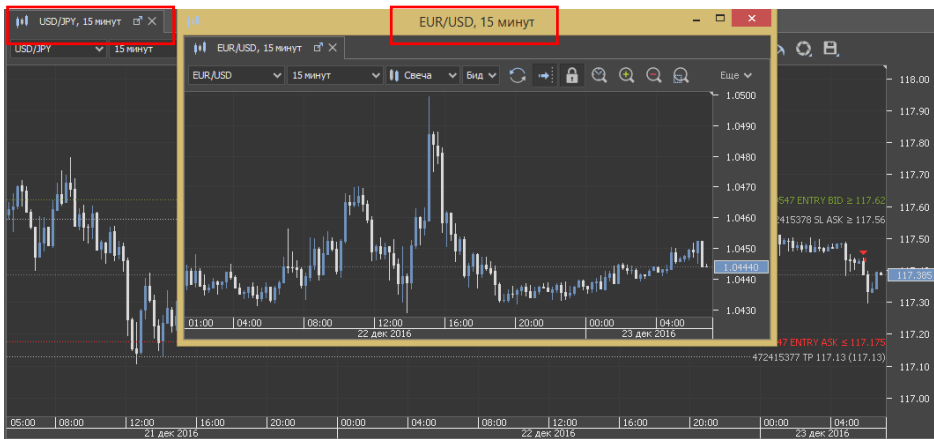 USD/JPY, 15 минут
EUR/USD, 15 минут
USD/JPY 15 минут
EUR/USD, 15 минут
EUR/USD 15 минут Свеча Бид Еще
1.0500
1.0490
1.0480
1.0470
1.0460
1.0450
1.04440
1.0440
1.0430
01:00 04:00 08:00 12:00 16:00 20:00 00:00 04:00
22 дек 2016 23 дек 2016
118.00
117.90
117.80
117.70
547 ENTRY BID ≥ 117.62
117.60
2415378 SL ASK ≥ 117.56
117.50
117.385
117.30
117.20
47 ENTRY ASK ≤ 117.175
472415377 TP 117.13 (117.13)
117.10
117.00
05:00 08:00 12:00 16:00 20:00 00:00 04:00 08:00 12:00 16:00 20:00 00:00 04:00
21 дек 2016 22 дек 2016 23 дек 2016